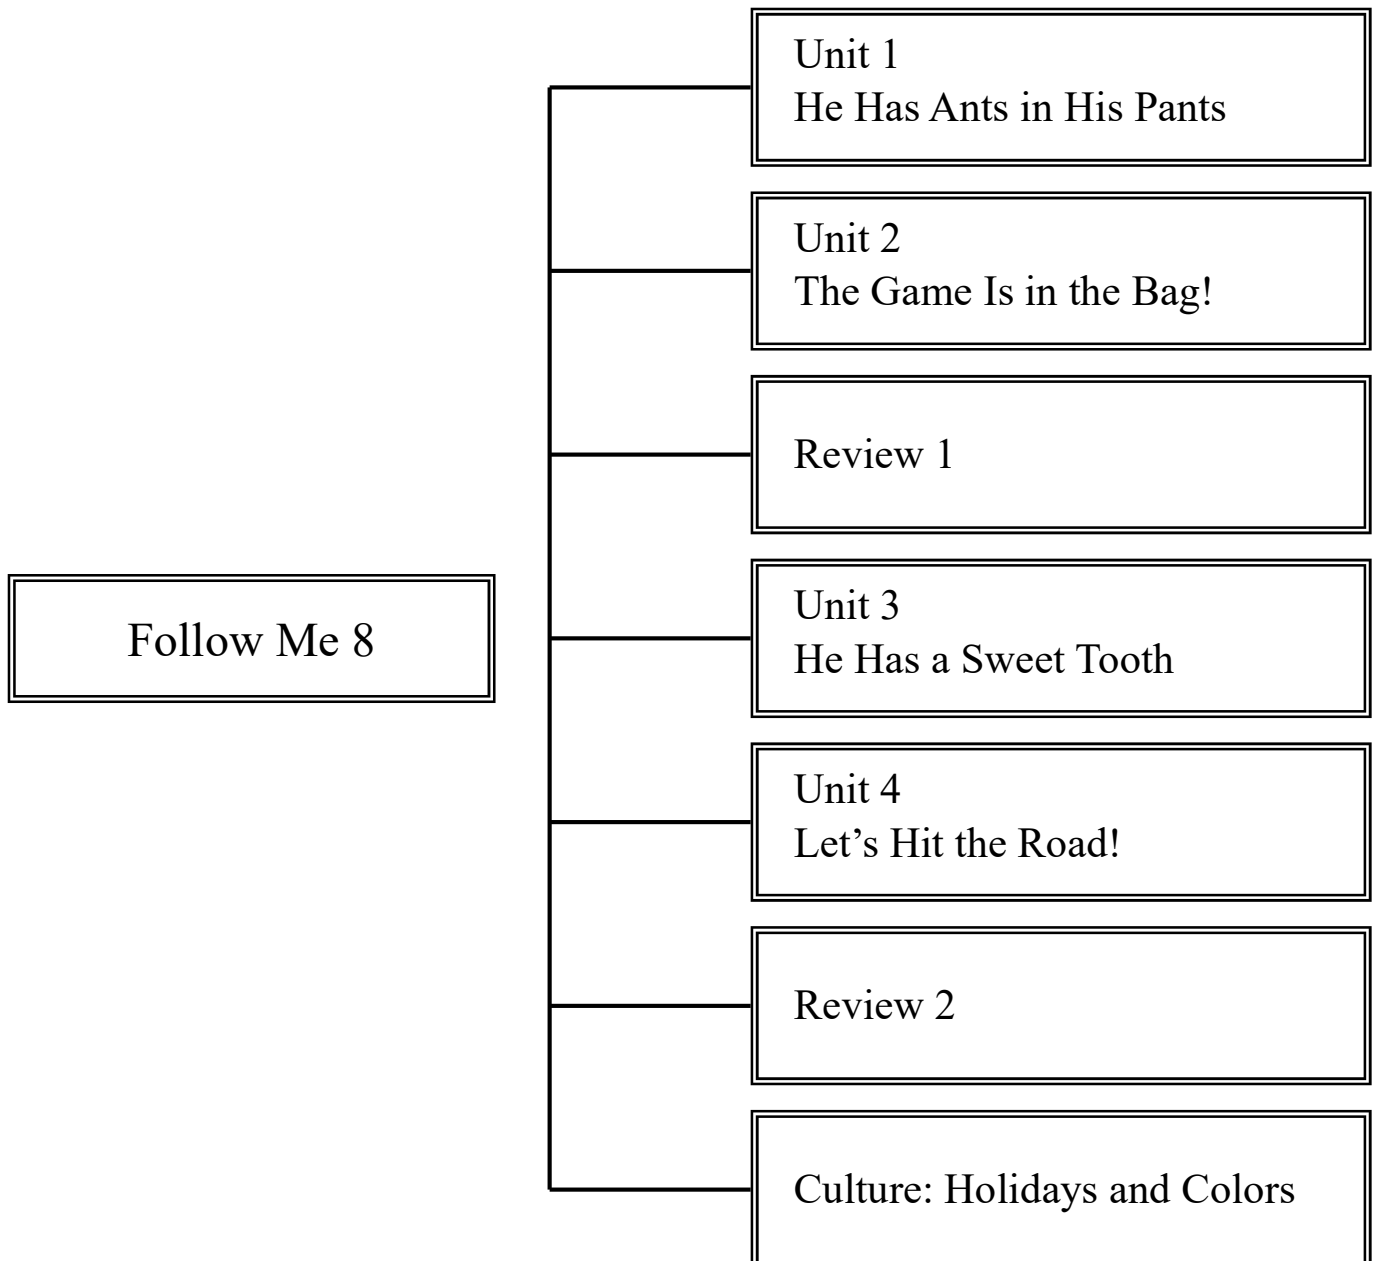 Unit 1
He Has Ants in His Pants
Unit 2
The Game Is in the Bag!
Review 1
Follow Me 8
Unit 3
He Has a Sweet Tooth
Unit 4
Let’s Hit the Road!
Review 2
Culture: Holidays and Colors